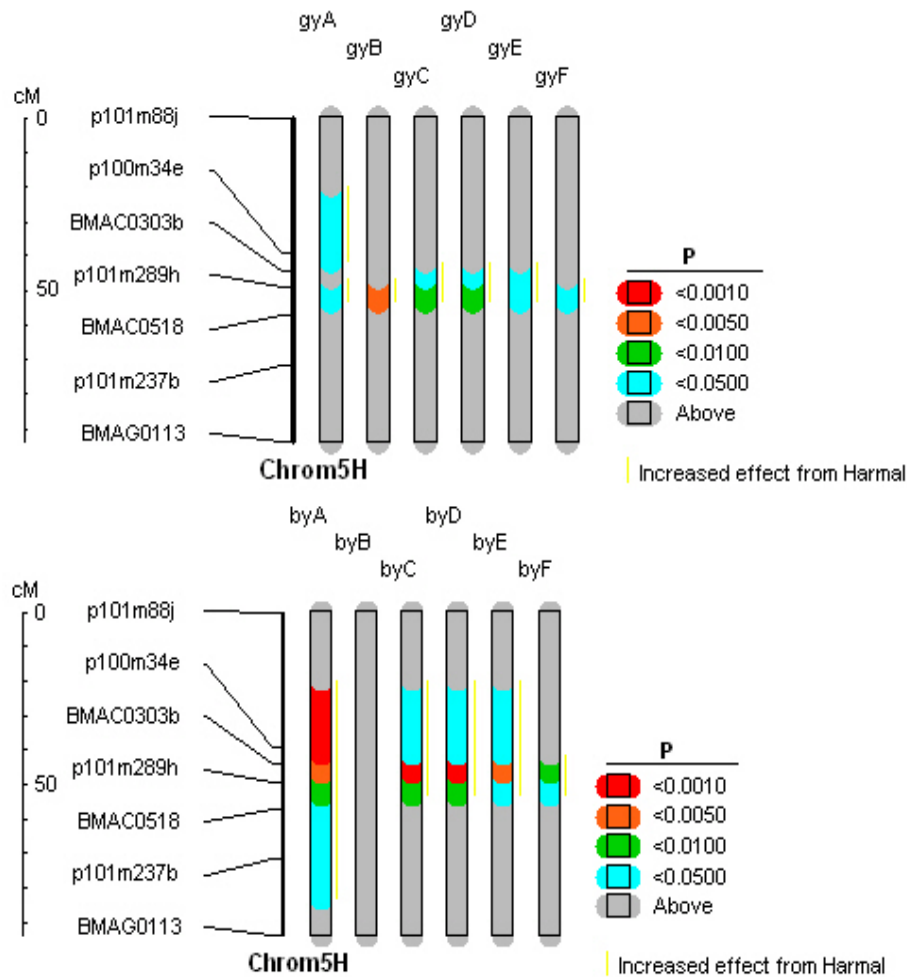 gyA
gyB
gyC
gyD
gyE
gyF
cM
0
50
p101m88j
p100m34e
BMAC0303b
p101m289h
BMAC0518
p101m237b
BMAG0113
Chrom5H
P
<0.0010
<0.0050
<0.0100
<0.0500
Above
Increased effect from Harmal
byA
byB
byC
byD
byE
byF
cM
0
50
p101m88j
p100m34e
BMAC0303b
p101m289h
BMAC0518
p101m237b
BMAG0113
Chrom5H
P
<0.0010
<0.0050
<0.0100
<0.0500
Above
Increased effect from Harmal